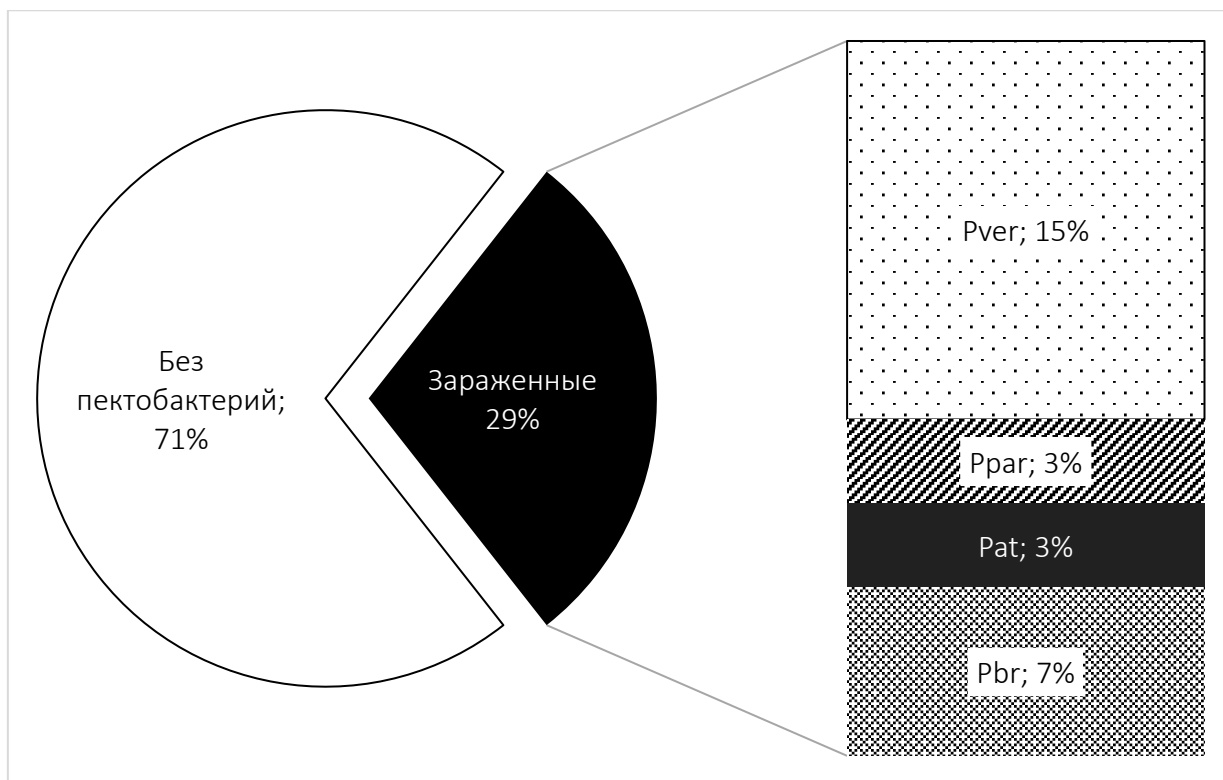 Без
пектобактерий;
71%
Зараженные
29%
Pver; 15%
Ppar; 3%
Pat; 3%
Pbr; 7%